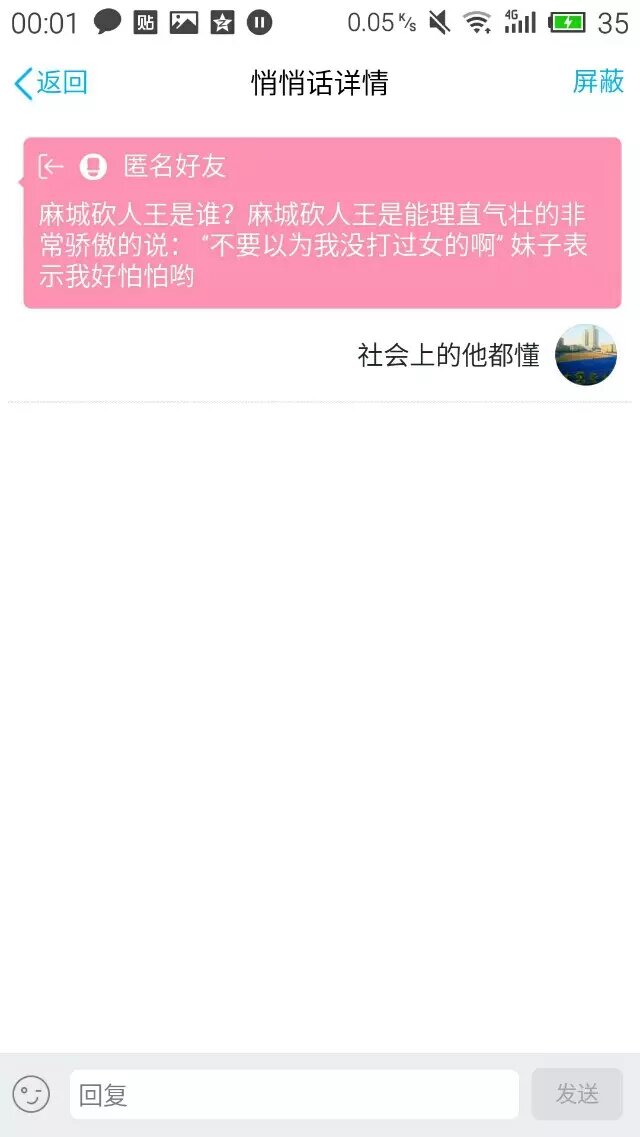 00:01 贴 0.05 K/s 4G 35
返回 悄悄话详情 屏蔽
匿名好友
麻城砍人王是谁？麻城砍人王是能理直气壮的非
常骄傲的说： “不要以为我没打过女的啊” 妹子表
示我好怕怕哟
社会上的他都懂
回复 发送